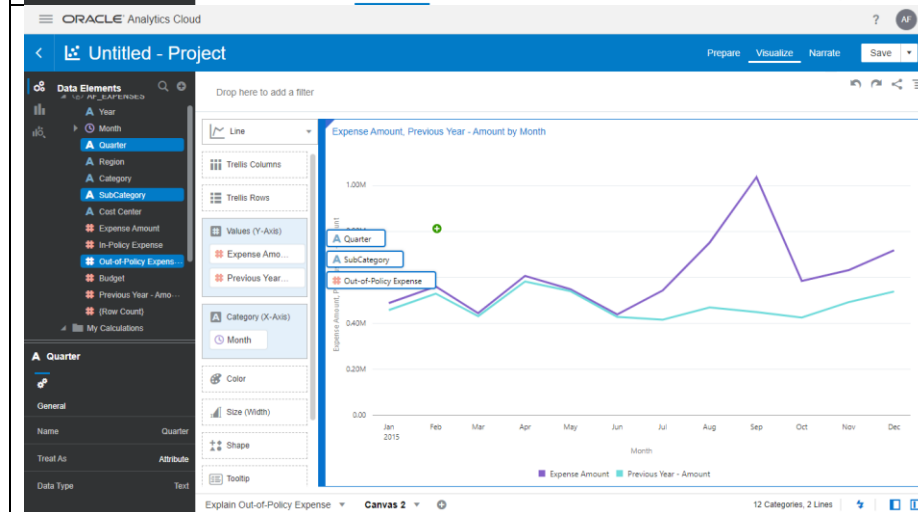 ORACLE Analytics Cloud
?
AF
Untitled - Project
Prepare
Visualize
Narrate
Save
Data Elements
AF_EXPENSES
Year
Month
Quarter
Region
Category
SubCategory
Cost Center
Expense Amount
In-Policy Expense
Out-of-Policy Expens...
Budget
Previous Year - Amo...
(Row Count)
My Calculations
Quarter
General
Name Quarter
Treat As Attribute
Data Type Text
Drop here to add a filter
Line
Trellis Columns
Trellis Rows
Values (Y-Axis)
Expense Amo...
Previous Year...
Category (X-Axis)
Month
Color
Size (Width)
Shape
Tooltip
Expense Amount, Previous Year - Amount by Month
1.00M
Quarter
SubCategory
Out-of-Policy Expense
0.40M
0.20M
0.00
Expense Amount, P
Jan Feb Mar Apr May Jun Jul Aug Sep Oct Nov Dec
2015
Month
Expense Amount Previous Year - Amount
Explain Out-of-Policy Expense
Canvas 2
12 Categories, 2 Lines